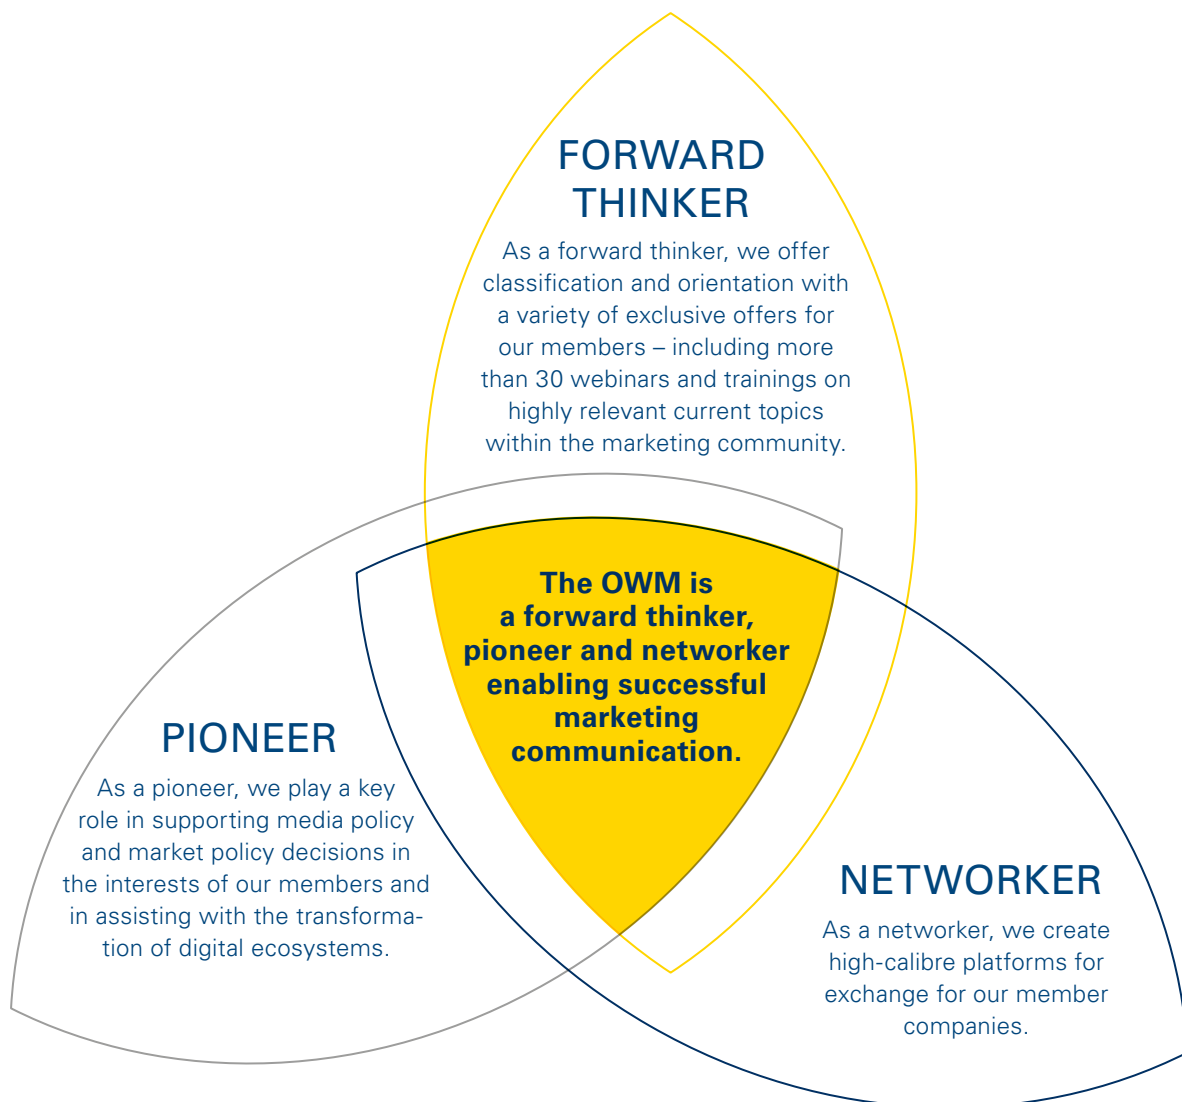 FORWARD
THINKER
As a forward thinker, we offer
classification and orientation with
a variety of exclusive offers for
our members – including more
than 30 webinars and trainings on
highly relevant current topics
within the marketing community.
The OWM is
a forward thinker,
pioneer and networker
enabling successful
marketing
communication.
PIONEER
As a pioneer, we play a key
role in supporting media policy
and market policy decisions in
the interests of our members and
in assisting with the transforma-
tion of digital ecosystems.
NETWORKER
As a networker, we create
high-calibre platforms for
exchange for our member
companies.